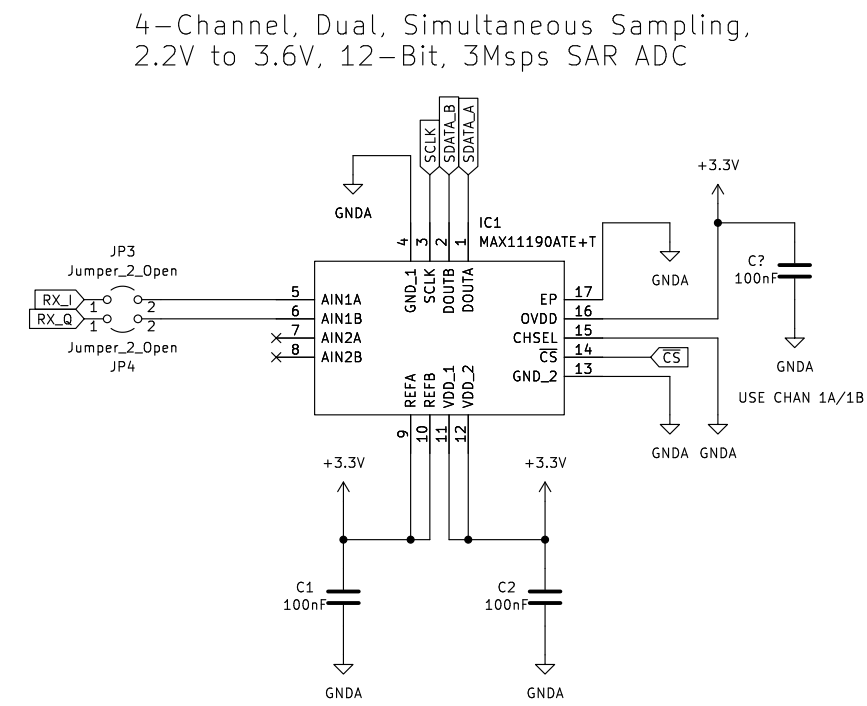 4-Channel, Dual, Simultaneous Sampling,
2.2V to 3.6V, 12-Bit, 3Msps SAR ADC
SCLK
SDATA_B
SDATA_A
+3.3V
GNDA
IC1
MAX11190ATE+T
4
3
2
1
JP3
Jumper_2_Open
C?
100nF
GNDA
GND_1
SCLK
DOUTB
DOUTA
RX_I
1
2
5
AIN1A
EP
17
RX_Q
1
2
6
AIN1B
OVDD
16
7
AIN2A
CHSEL
15
8
AIN2B
CS
14
CS
GND_2
13
Jumper_2_Open
JP4
GNDA
USE CHAN 1A/1B
REFA
REFB
VDD_1
VDD_2
9
10
11
12
GNDA
GNDA
+3.3V
+3.3V
C1
100nF
C2
100nF
GNDA
GNDA